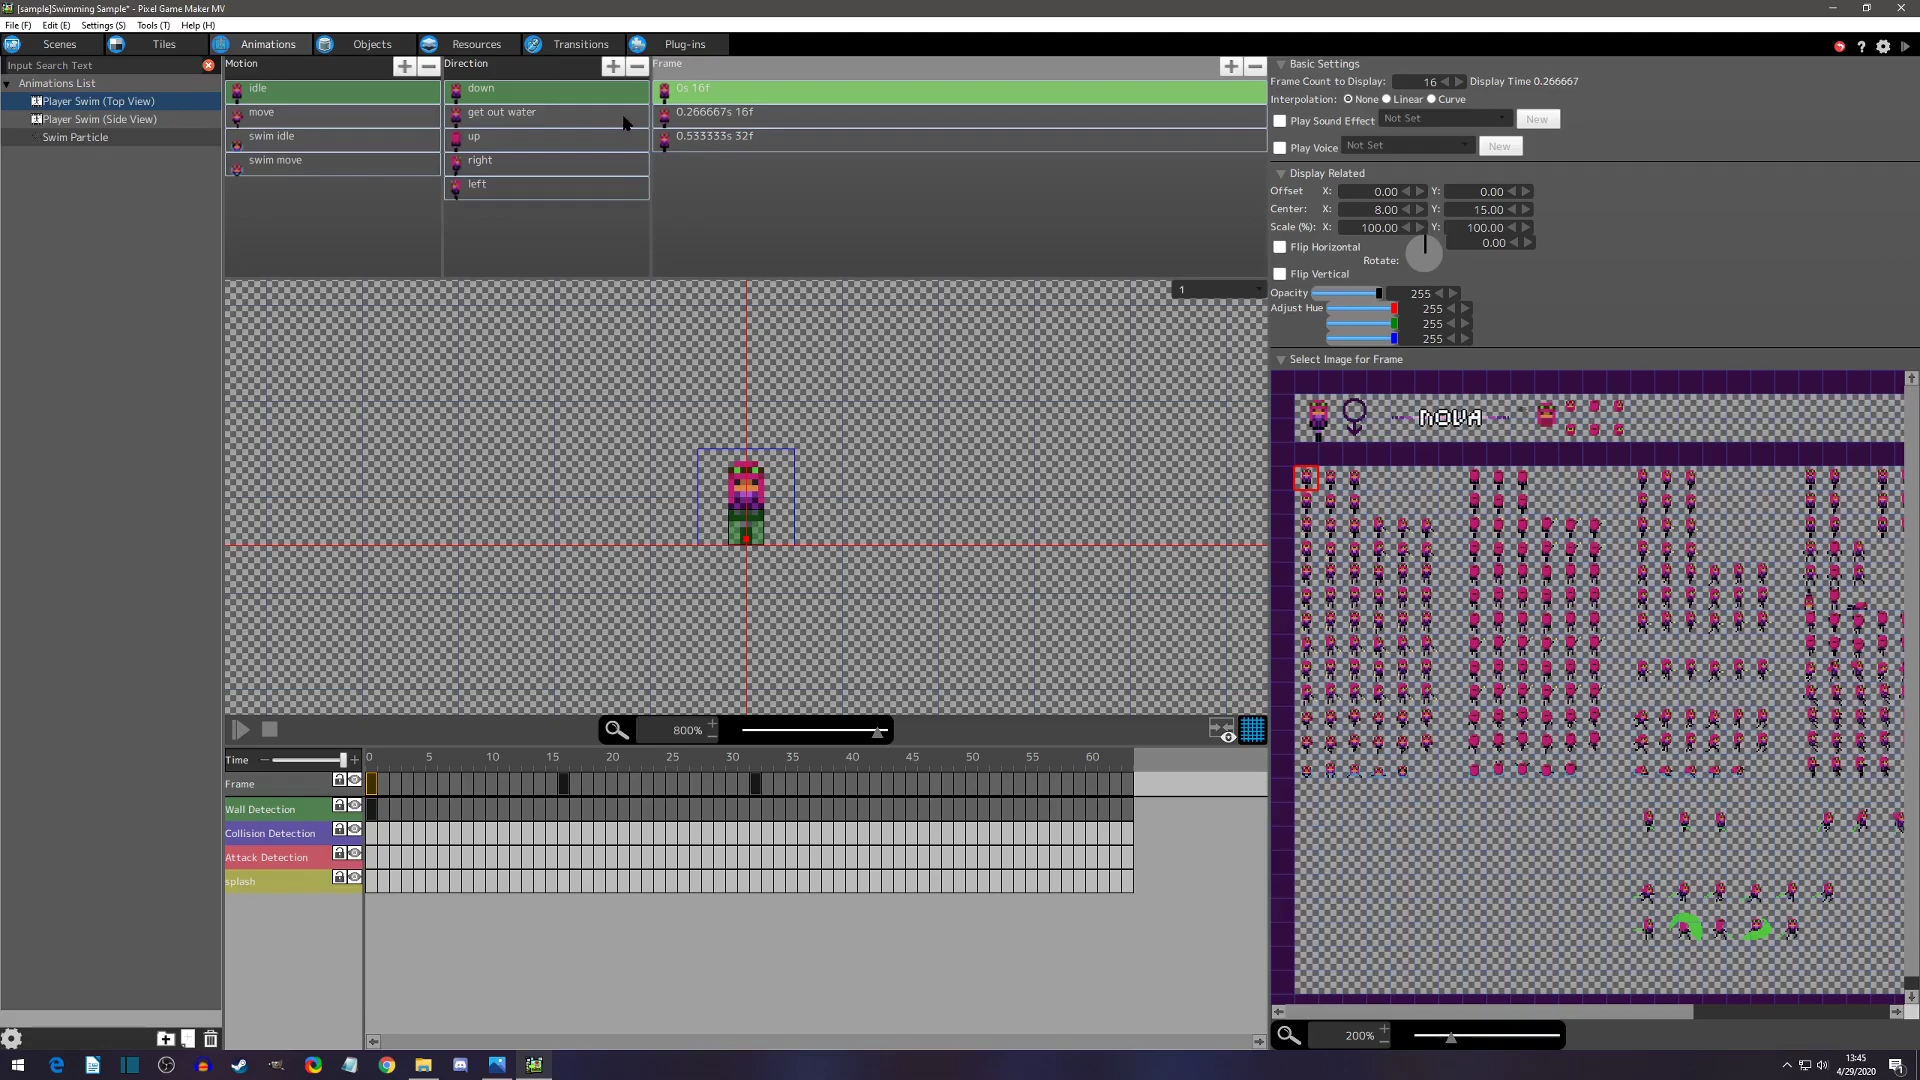 [sample]Swimming Sample* - Pixel Game Maker MV
File (F) Edit (E) Settings (S) Tools (T) Help (H)
Scenes Tiles Animations Objects Resources Transitions Plug-ins
Input Search Text
Animations List
Player Swim (Top View)
Player Swim (Side View)
Swim Particle
Motion
idle
move
swim idle
swim move
Direction
down
get out water
up
right
left
Frame
0s 16f
0.266667s 16f
0.533333s 32f
1
Basic Settings
Frame Count to Display: 16 Display Time 0.266667
Interpolation: None Linear Curve
Play Sound Effect Not Set New
Play Voice Not Set New
Display Related
Offset X: 0.00 Y: 0.00
Center: X: 8.00 Y: 15.00
Scale (%): X: 100.00 Y: 100.00
Flip Horizontal 0.00
Rotate:
Flip Vertical
Opacity 255
Adjust Hue 255
255
255
Select Image for Frame
NOVA
800%
Time 0 5 10 15 20 25 30 35 40 45 50 55 60
Frame
Wall Detection
Collision Detection
Attack Detection
splash
200%
13:45
4/29/2020